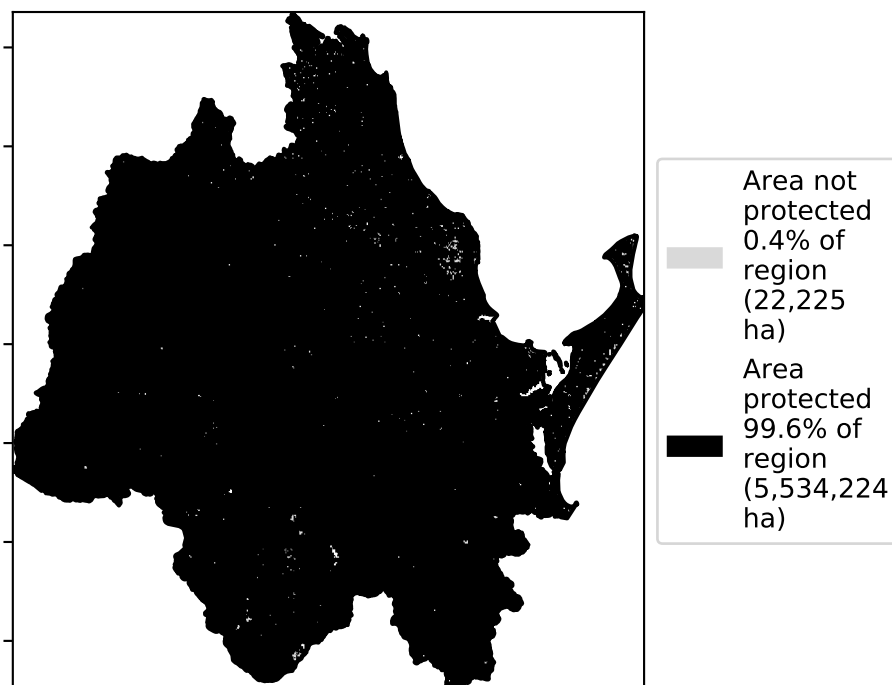 Area not
protected
0.4% of
region
(22,225
ha)
Area
protected
99.6% of
region
(5,534,224
ha)